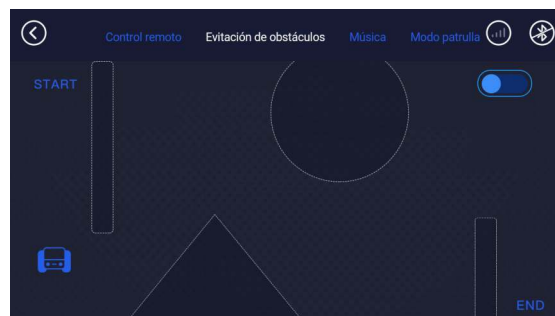 Control remoto Evitación de obstáculos Música Modo patrulla
START
END